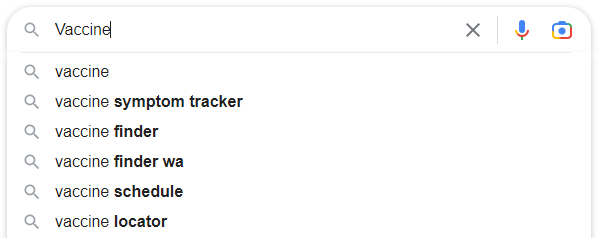 Vaccine
vaccine
vaccine symptom tracker
vaccine finder
vaccine finder wa
vaccine schedule
vaccine locator